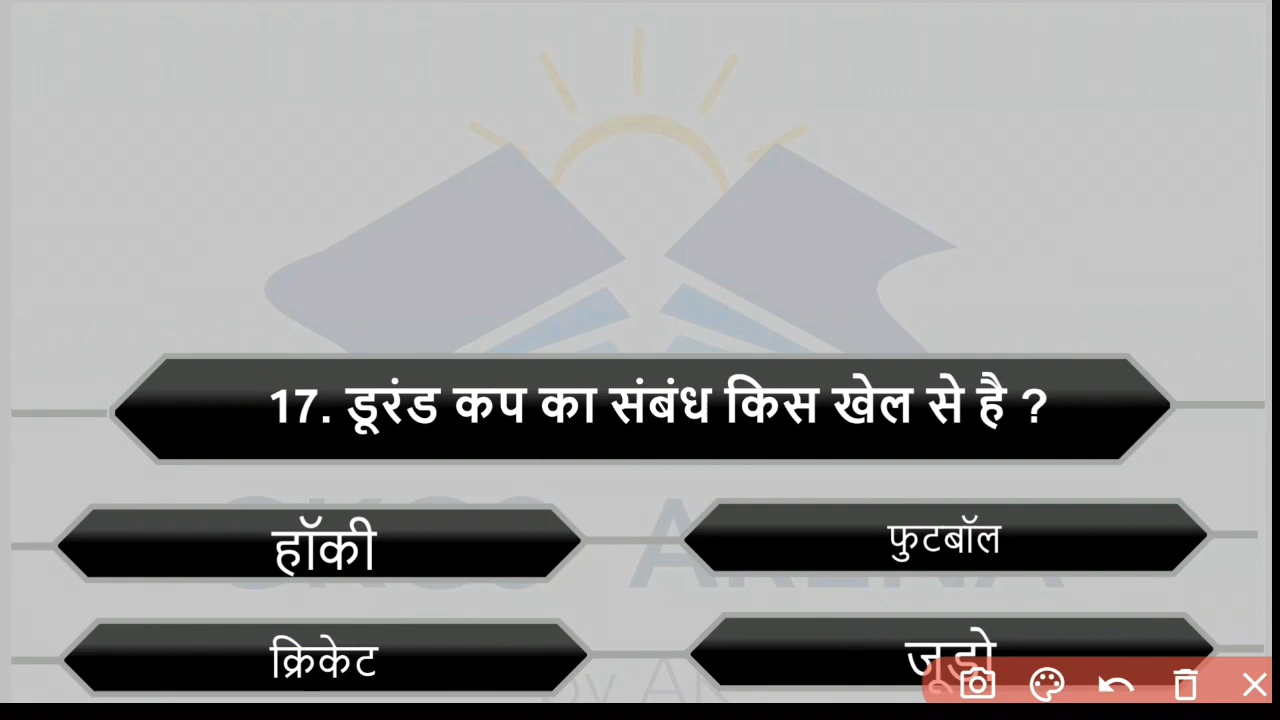 17. डूरंड कप का संबंध किस खेल से है ?
हॉकी
फुटबॉल
क्रिकेट
जूडो